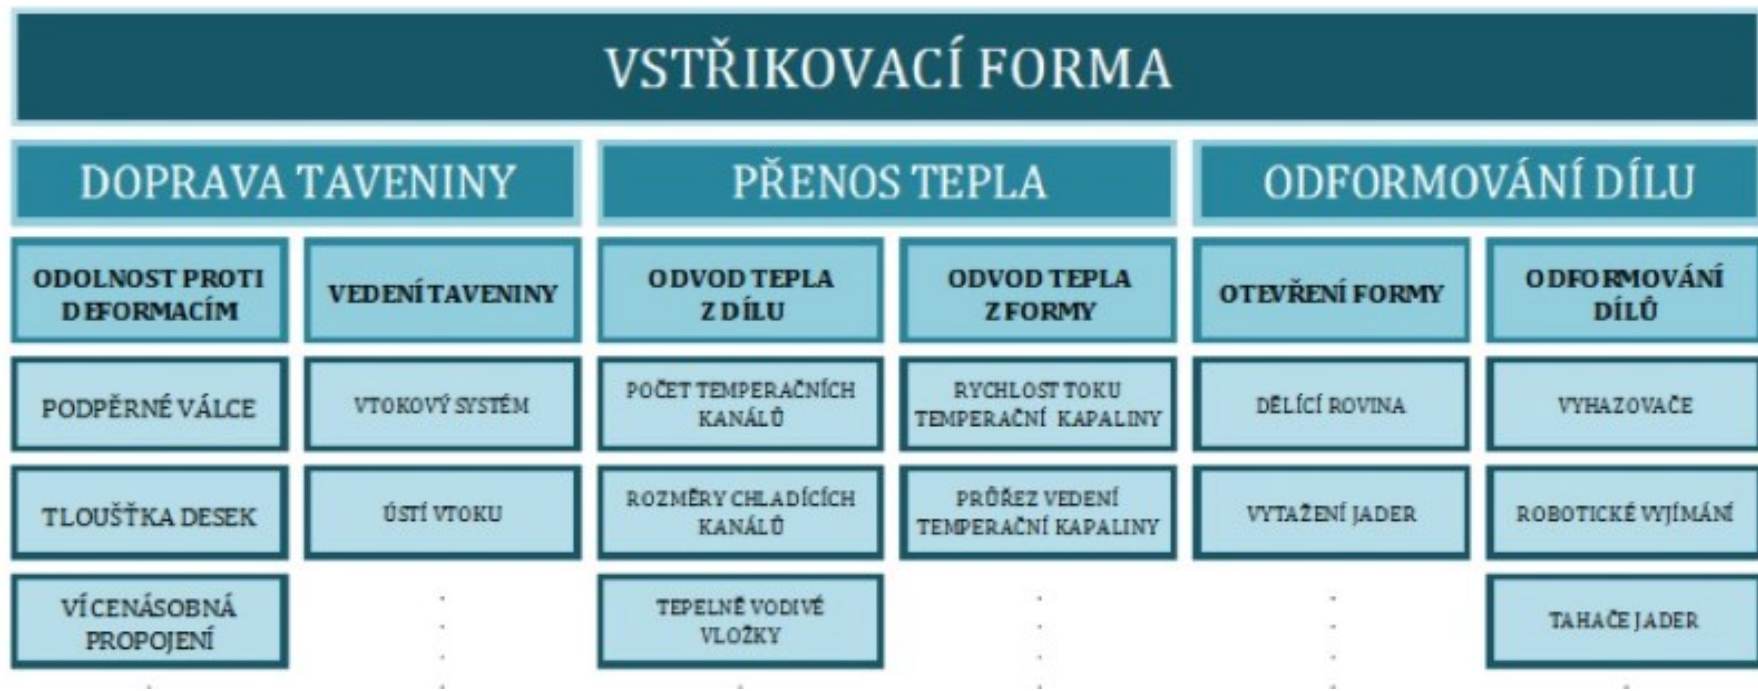 VSTŘIKOVACÍ FORMA
DOPRAVA TAVENINY
PŘENOS TEPLA
ODFORMOVÁNÍ DÍLU
ODOLNOST PROTI
DEFORMACÍM
VEDENÍ TAVENINY
ODVOD TEPLA
Z DÍLU
ODVOD TEPLA
Z FORMY
OTEVŘENÍ FORMY
ODFORMOVÁNÍ
DÍLŮ
PODPĚRNÉ VÁLCE
VTOKOVÝ SYSTÉM
POČET TEMPERAČNÍCH
KANÁLŮ
RYCHLOST TOKU
TEMPERAČNÍ KAPALINY
DĚLÍCÍ ROVINA
VYHAZOVAČE
TLOUŠŤKA DESEK
ÚSTÍ VTOKU
ROZMĚRY CHLADÍCÍCH
KANÁLŮ
PRŮŘEZ VEDENÍ
TEMPERAČNÍ KAPALINY
VYTAŽENÍ JADER
ROBOTICKÉ VYJÍMÁNÍ
VÍCENÁSOBNÁ
PROPOJENÍ
TEPELNĚ VODIVÉ
VLOŽKY
TAHAČE JADER